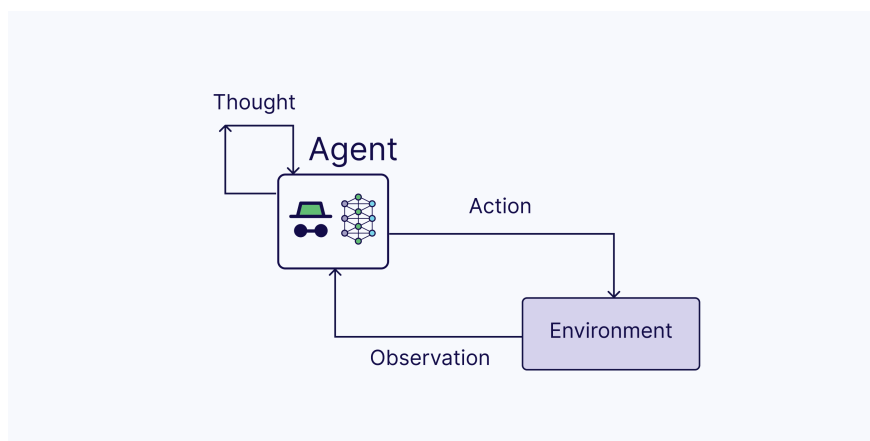 Thought
Agent
Action
Environment
Observation